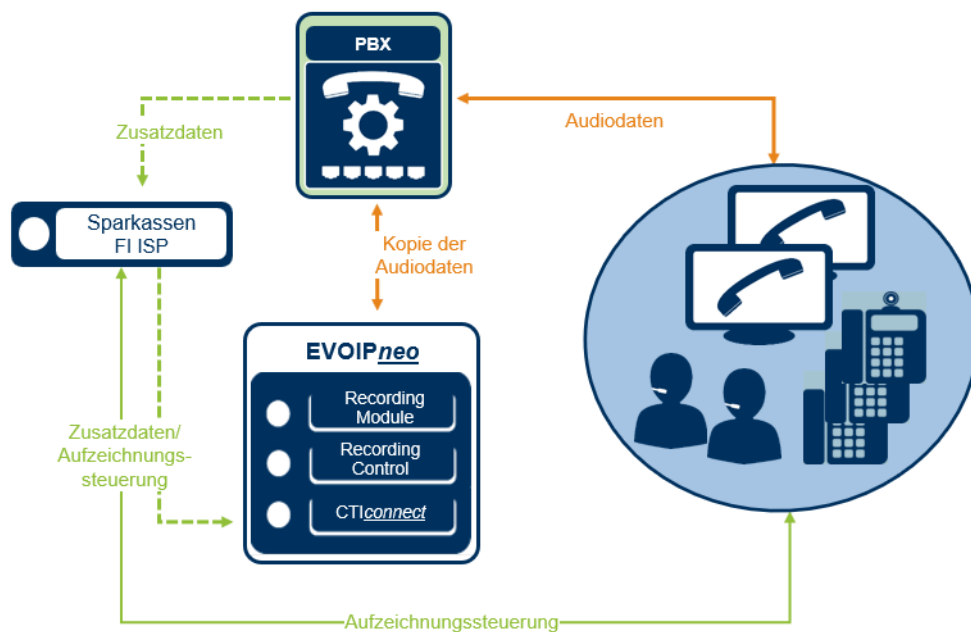 PBX
Audiodaten
Zusatzdaten
Sparkassen
FI ISP
Kopie der
Audiodaten
EVOIPneo
Recording
Module
Recording
Control
CTIconnect
Zusatzdaten/
Aufzeichnungs-
steuerung
Aufzeichnungssteuerung